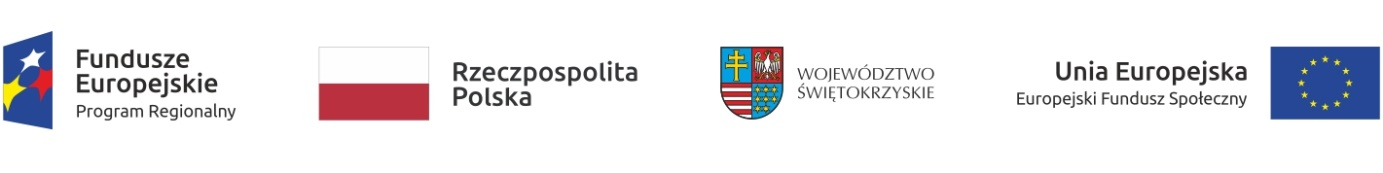 Fundusze
Europejskie
Program Regionalny
Rzeczpospolita
Polska
WOJEWÓDZTWO
ŚWIĘTOKRZYSKIE
Unia Europejska
Europejski Fundusz Społeczny